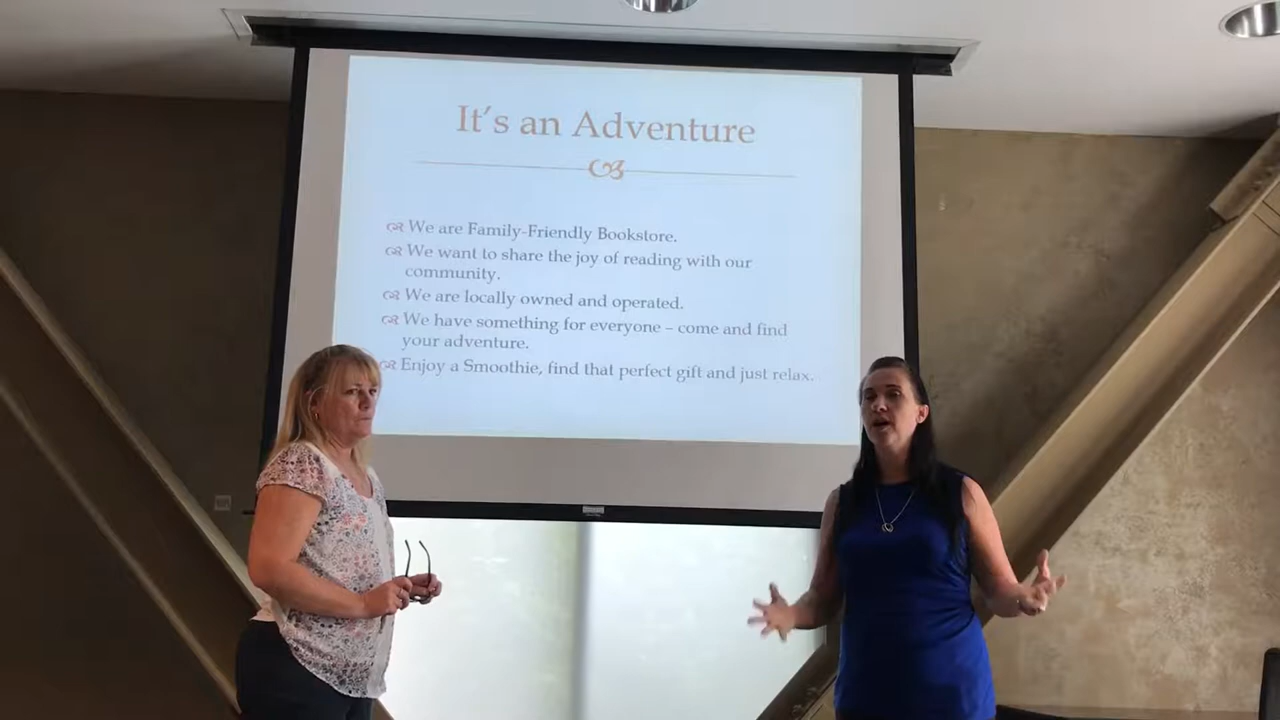 It's an Adventure
We are Family-Friendly Bookstore.
We want to share the joy of reading with our
community.
We are locally owned and operated.
We have something for everyone – come and find
your adventure.
Enjoy a Smoothie, find that perfect gift and just relax.